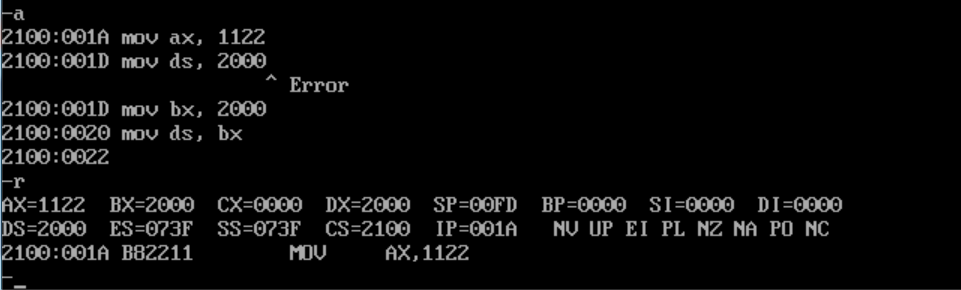 -a
2100:001A mov ax, 1122
2100:001D mov ds, 2000
^ Error
2100:001D mov bx, 2000
2100:0020 mov ds, bx
2100:0022
-r
AX=1122 BX=2000 CX=0000 DX=2000 SP=00FD BP=0000 SI=0000 DI=0000
DS=2000 ES=073F SS=073F CS=2100 IP=001A NV UP EI PL NZ NA PO NC
2100:001A B82211 MOV AX,1122
-_